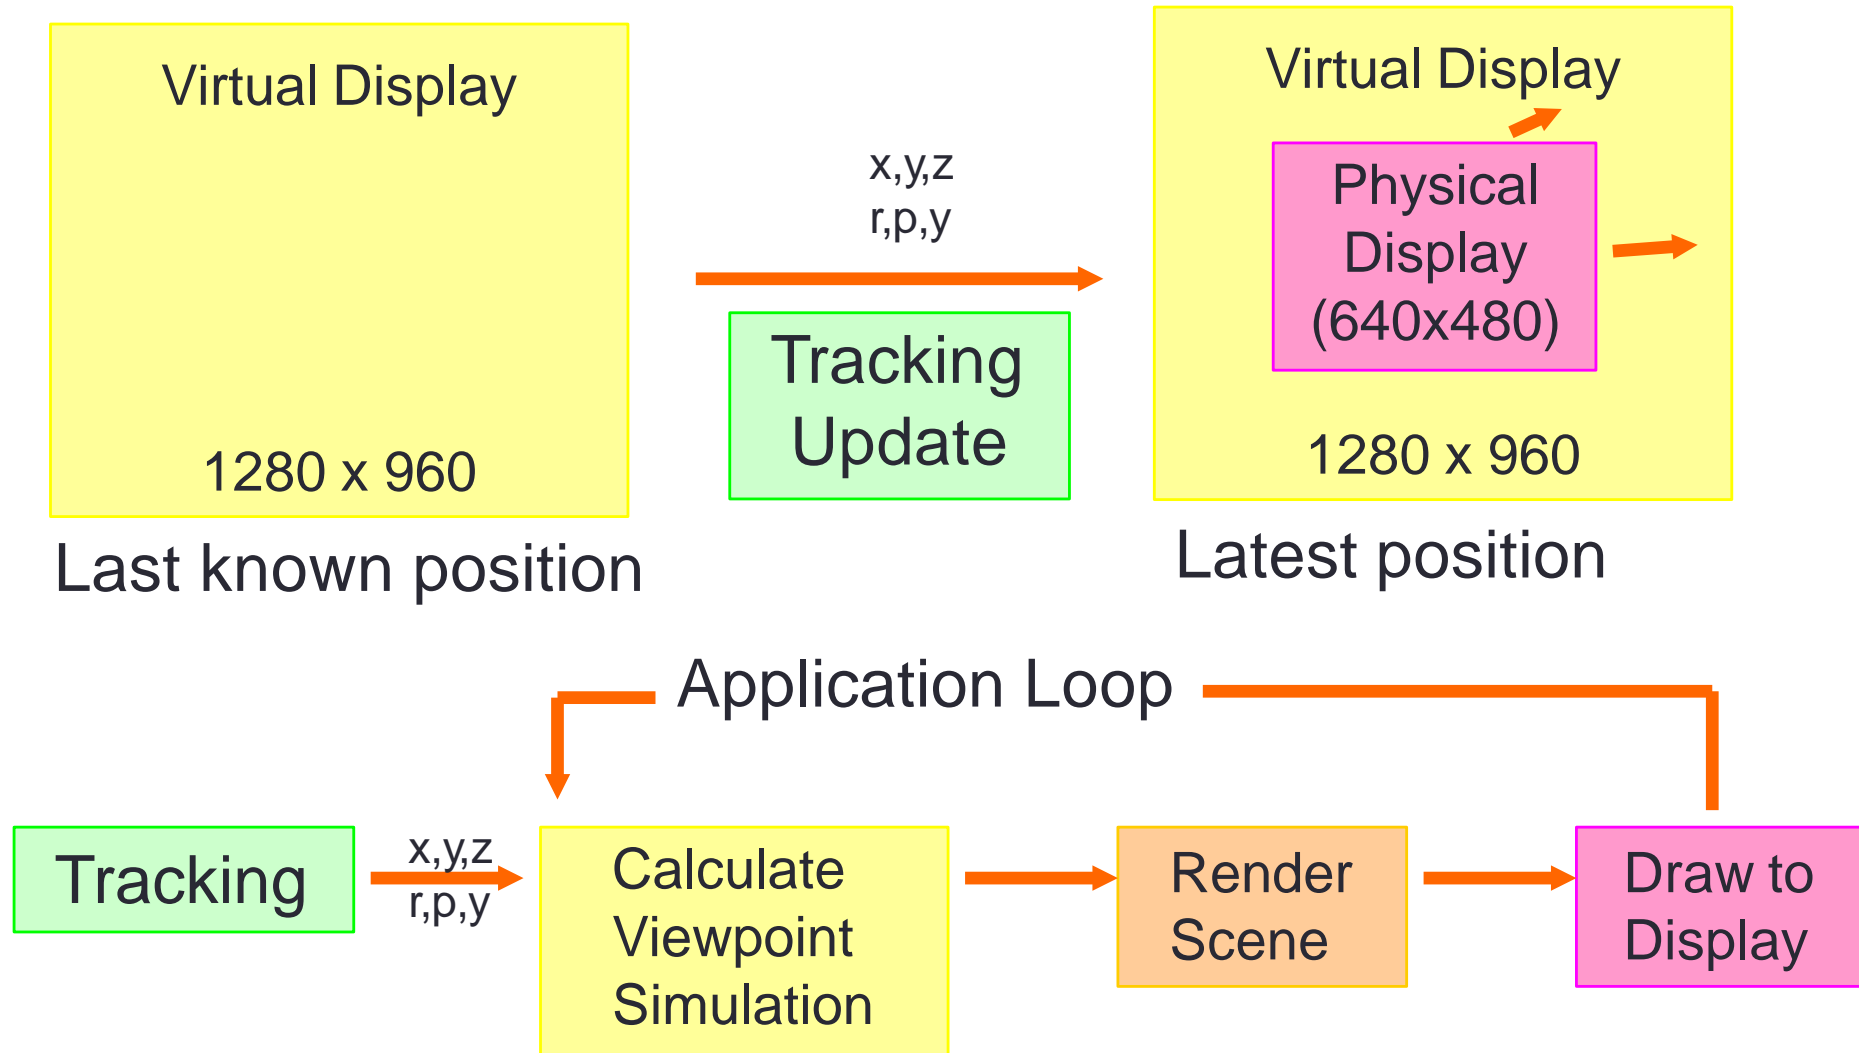 Virtual Display
1280 x 960
Last known position
x,y,z
r,p,y
Tracking
Update
Virtual Display
Physical
Display
(640x480)
1280 x 960
Latest position
Application Loop
Tracking
x,y,z
r,p,y
Calculate
Viewpoint
Simulation
Render
Scene
Draw to
Display